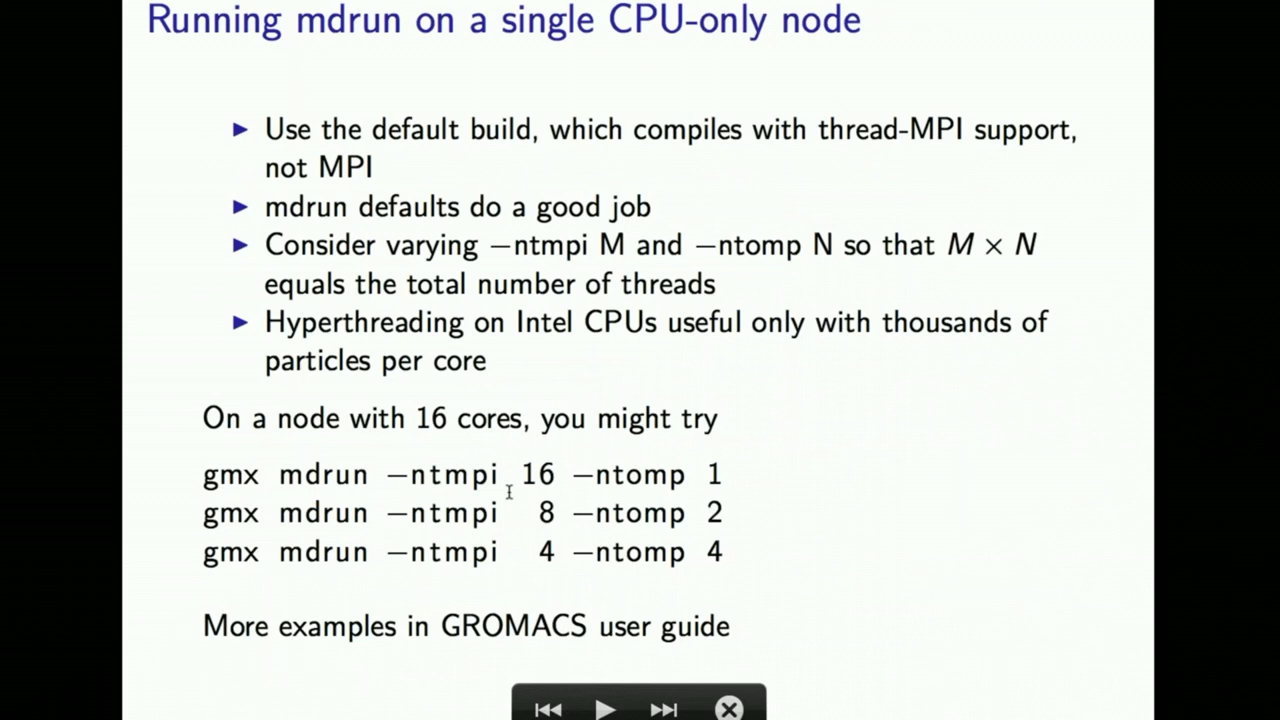 Running mdrun on a single CPU-only node
Use the default build, which compiles with thread-MPI support,
not MPI
mdrun defaults do a good job
Consider varying −ntmpi M and −ntomp N so that M × N
equals the total number of threads
Hyperthreading on Intel CPUs useful only with thousands of
particles per core
On a node with 16 cores, you might try
gmx mdrun −ntmpi 16 −ntomp 1
gmx mdrun −ntmpi 8 −ntomp 2
gmx mdrun −ntmpi 4 −ntomp 4
More examples in GROMACS user guide